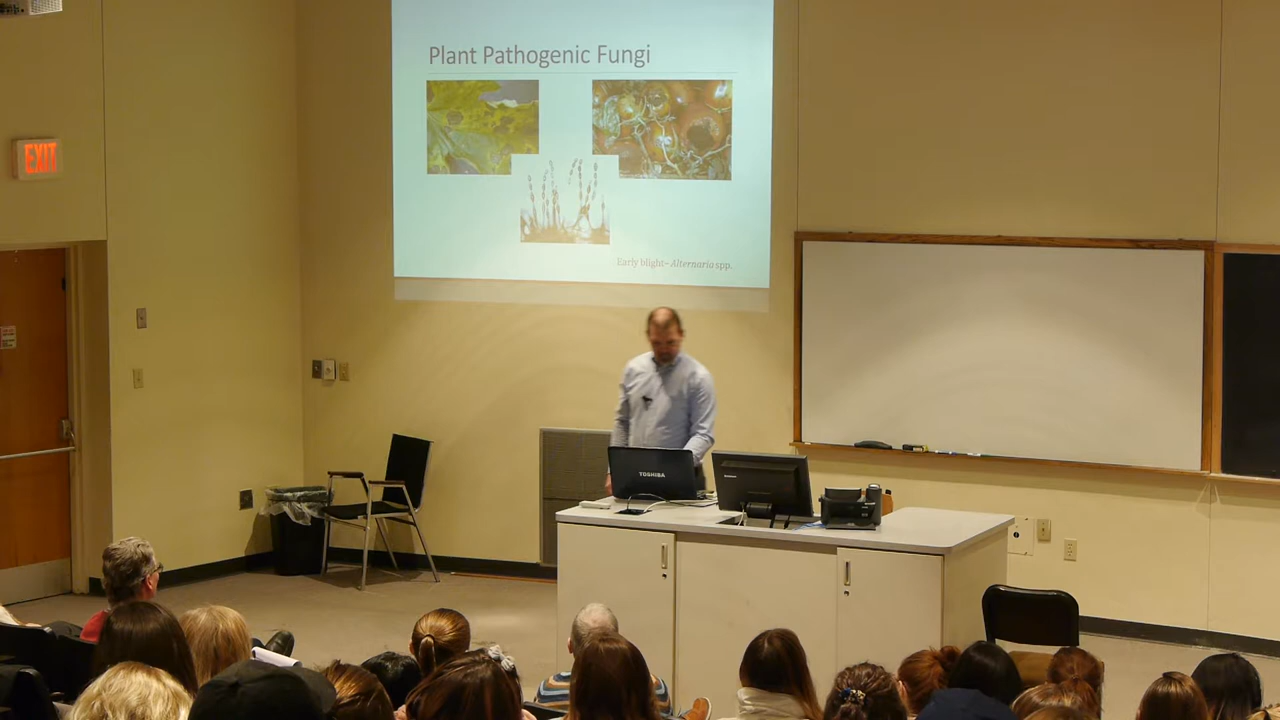 Plant Pathogenic Fungi
EXIT
Early blight- Alternaria spp.
TOSHIBA